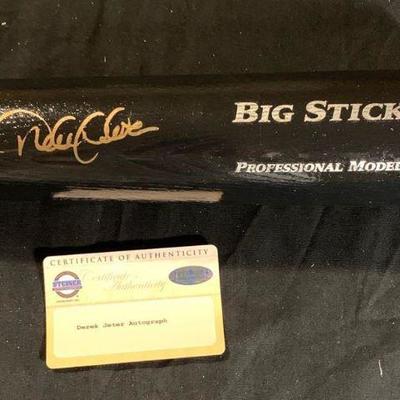 BIG STICK
PROFESSIONAL MODEL
CERTIFICATE OF AUTHENTICITY
STEINER
Certificate of
Authenticity
Derek Jeter Autograph